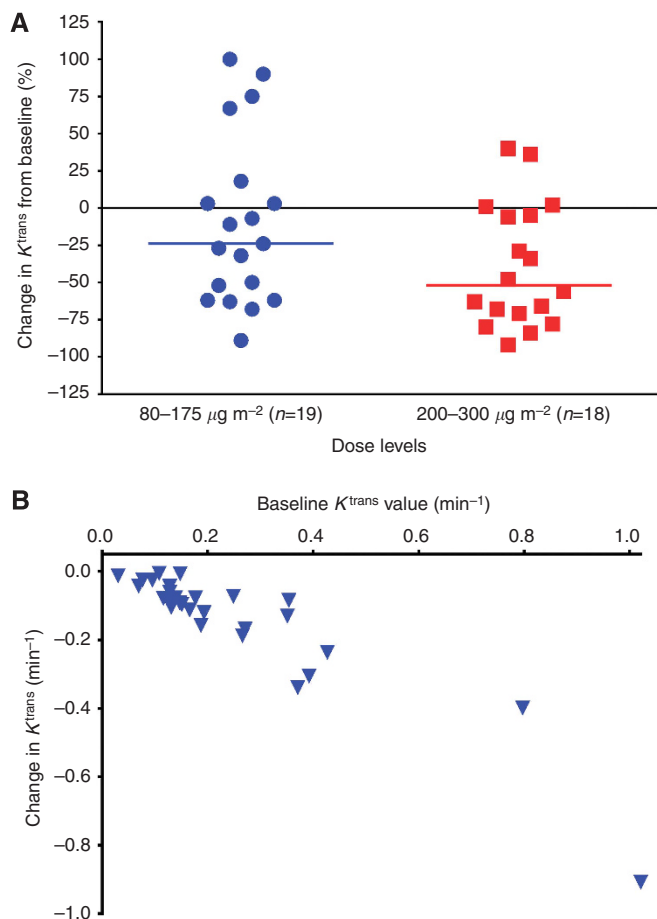 A
Change in Ktrans from baseline (%)
125
100
75
50
25
0
−25
−50
−75
−100
−125
80–175 μg m−2 (n=19)
200–300 μg m−2 (n=18)
Dose levels
B
Baseline Ktrans value (min−1)
0.0 0.2 0.4 0.6 0.8 1.0
Change in Ktrans (min−1)
0.0
−0.2
−0.4
−0.6
−0.8
−1.0